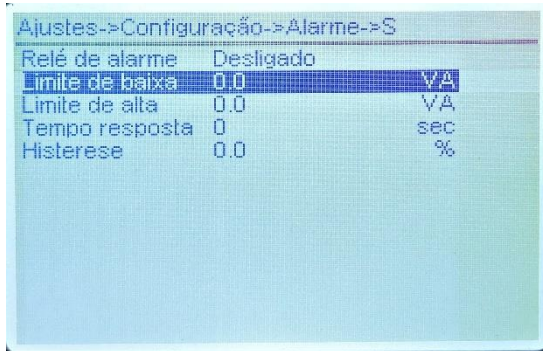 Ajustes->Configuração->Alarme->S
Relé de alarme Desligado
Limite de baixa 0.0 VA
Limite de alta 0.0 VA
Tempo resposta 0 sec
Histerese 0.0 %